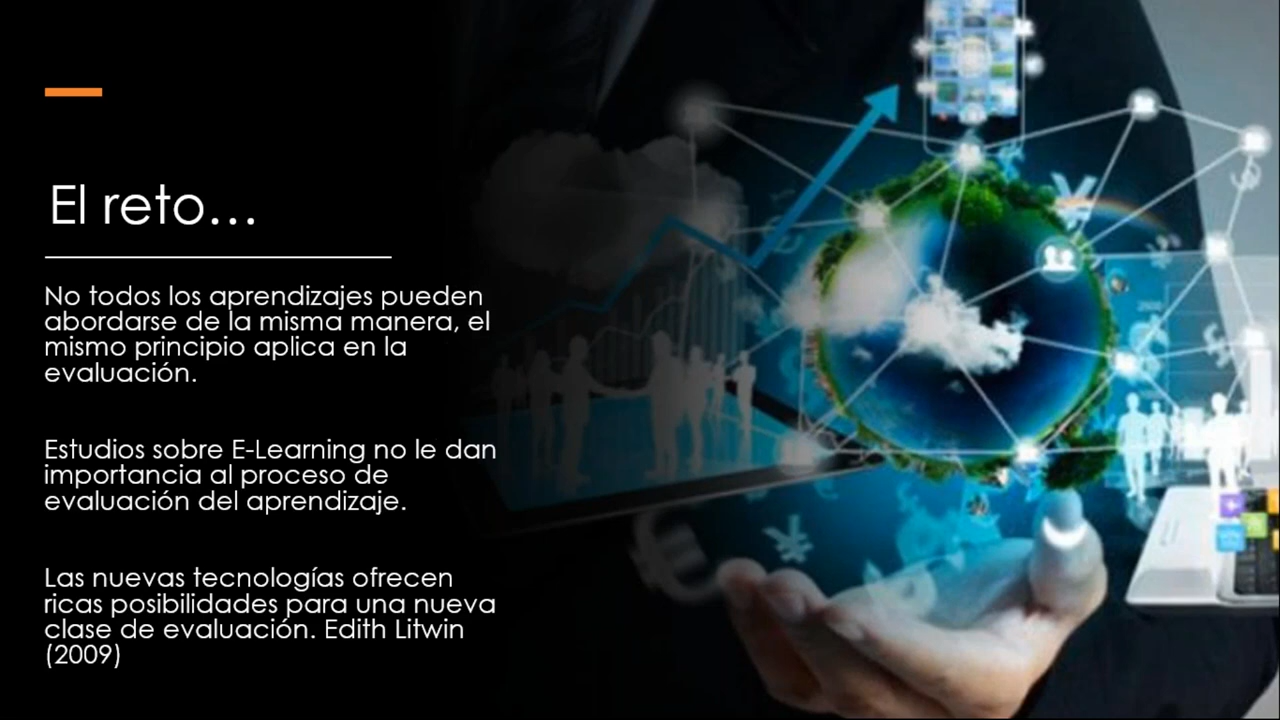 El reto...
No todos los aprendizajes pueden
abordarse de la misma manera, el
mismo principio aplica en la
evaluación.
Estudios sobre E-Learning no le dan
importancia al proceso de
evaluación del aprendizaje.
Las nuevas tecnologías ofrecen
ricas posibilidades para una nueva
clase de evaluación. Edith Litwin
(2009)